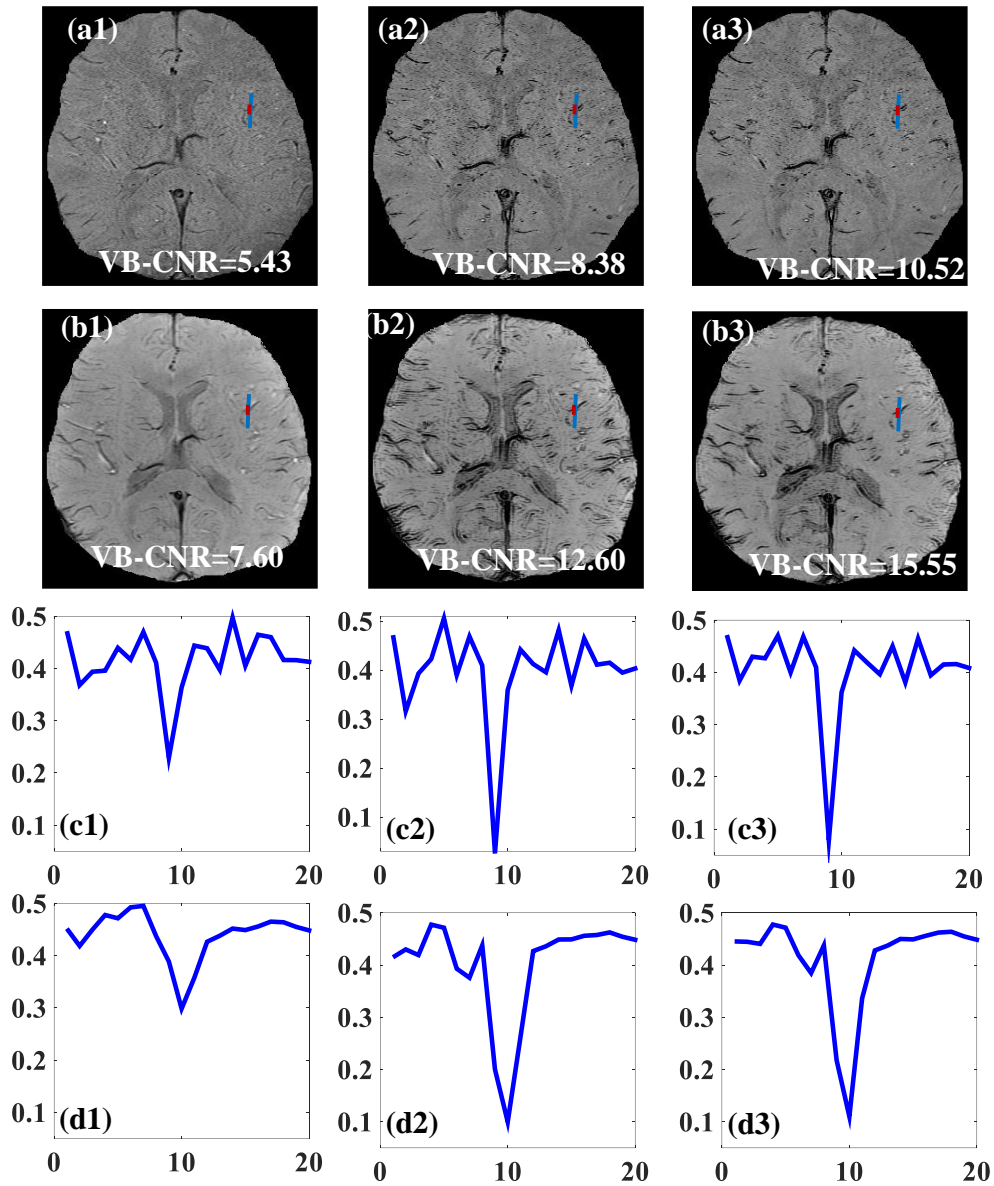 (a1)
(a2)
(a3)
VB-CNR=5.43
VB-CNR=8.38
VB-CNR=10.52
(b1)
(b2)
(b3)
VB-CNR=7.60
VB-CNR=12.60
VB-CNR=15.55
0.5
0.4
0.3
0.2
0.1
(c1)
0
10
20
0.5
0.4
0.3
0.2
0.1
(c2)
0
10
20
0.5
0.4
0.3
0.2
0.1
(c3)
0
10
20
0.5
0.4
0.3
0.2
0.1
(d1)
0
10
20
0.5
0.4
0.3
0.2
0.1
(d2)
0
10
20
0.5
0.4
0.3
0.2
0.1
(d3)
0
10
20